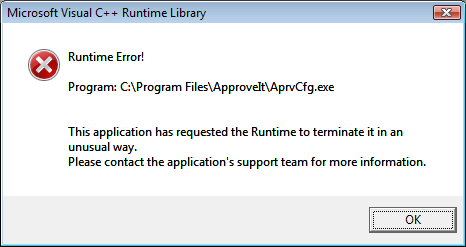 Microsoft Visual C++ Runtime Library
Runtime Error!
Program: C:\Program Files\ApproveIt\AprvCfg.exe
This application has requested the Runtime to terminate it in an
unusual way.
Please contact the application's support team for more information.
OK